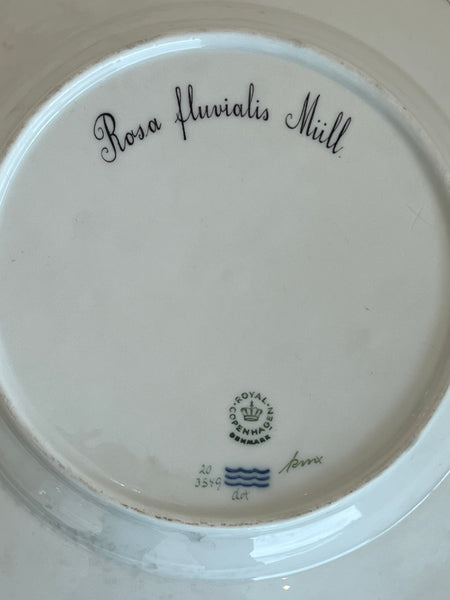 Rosa fluvialis Müll.
ROYAL
COPENHAGEN
DENMARK
20
3549